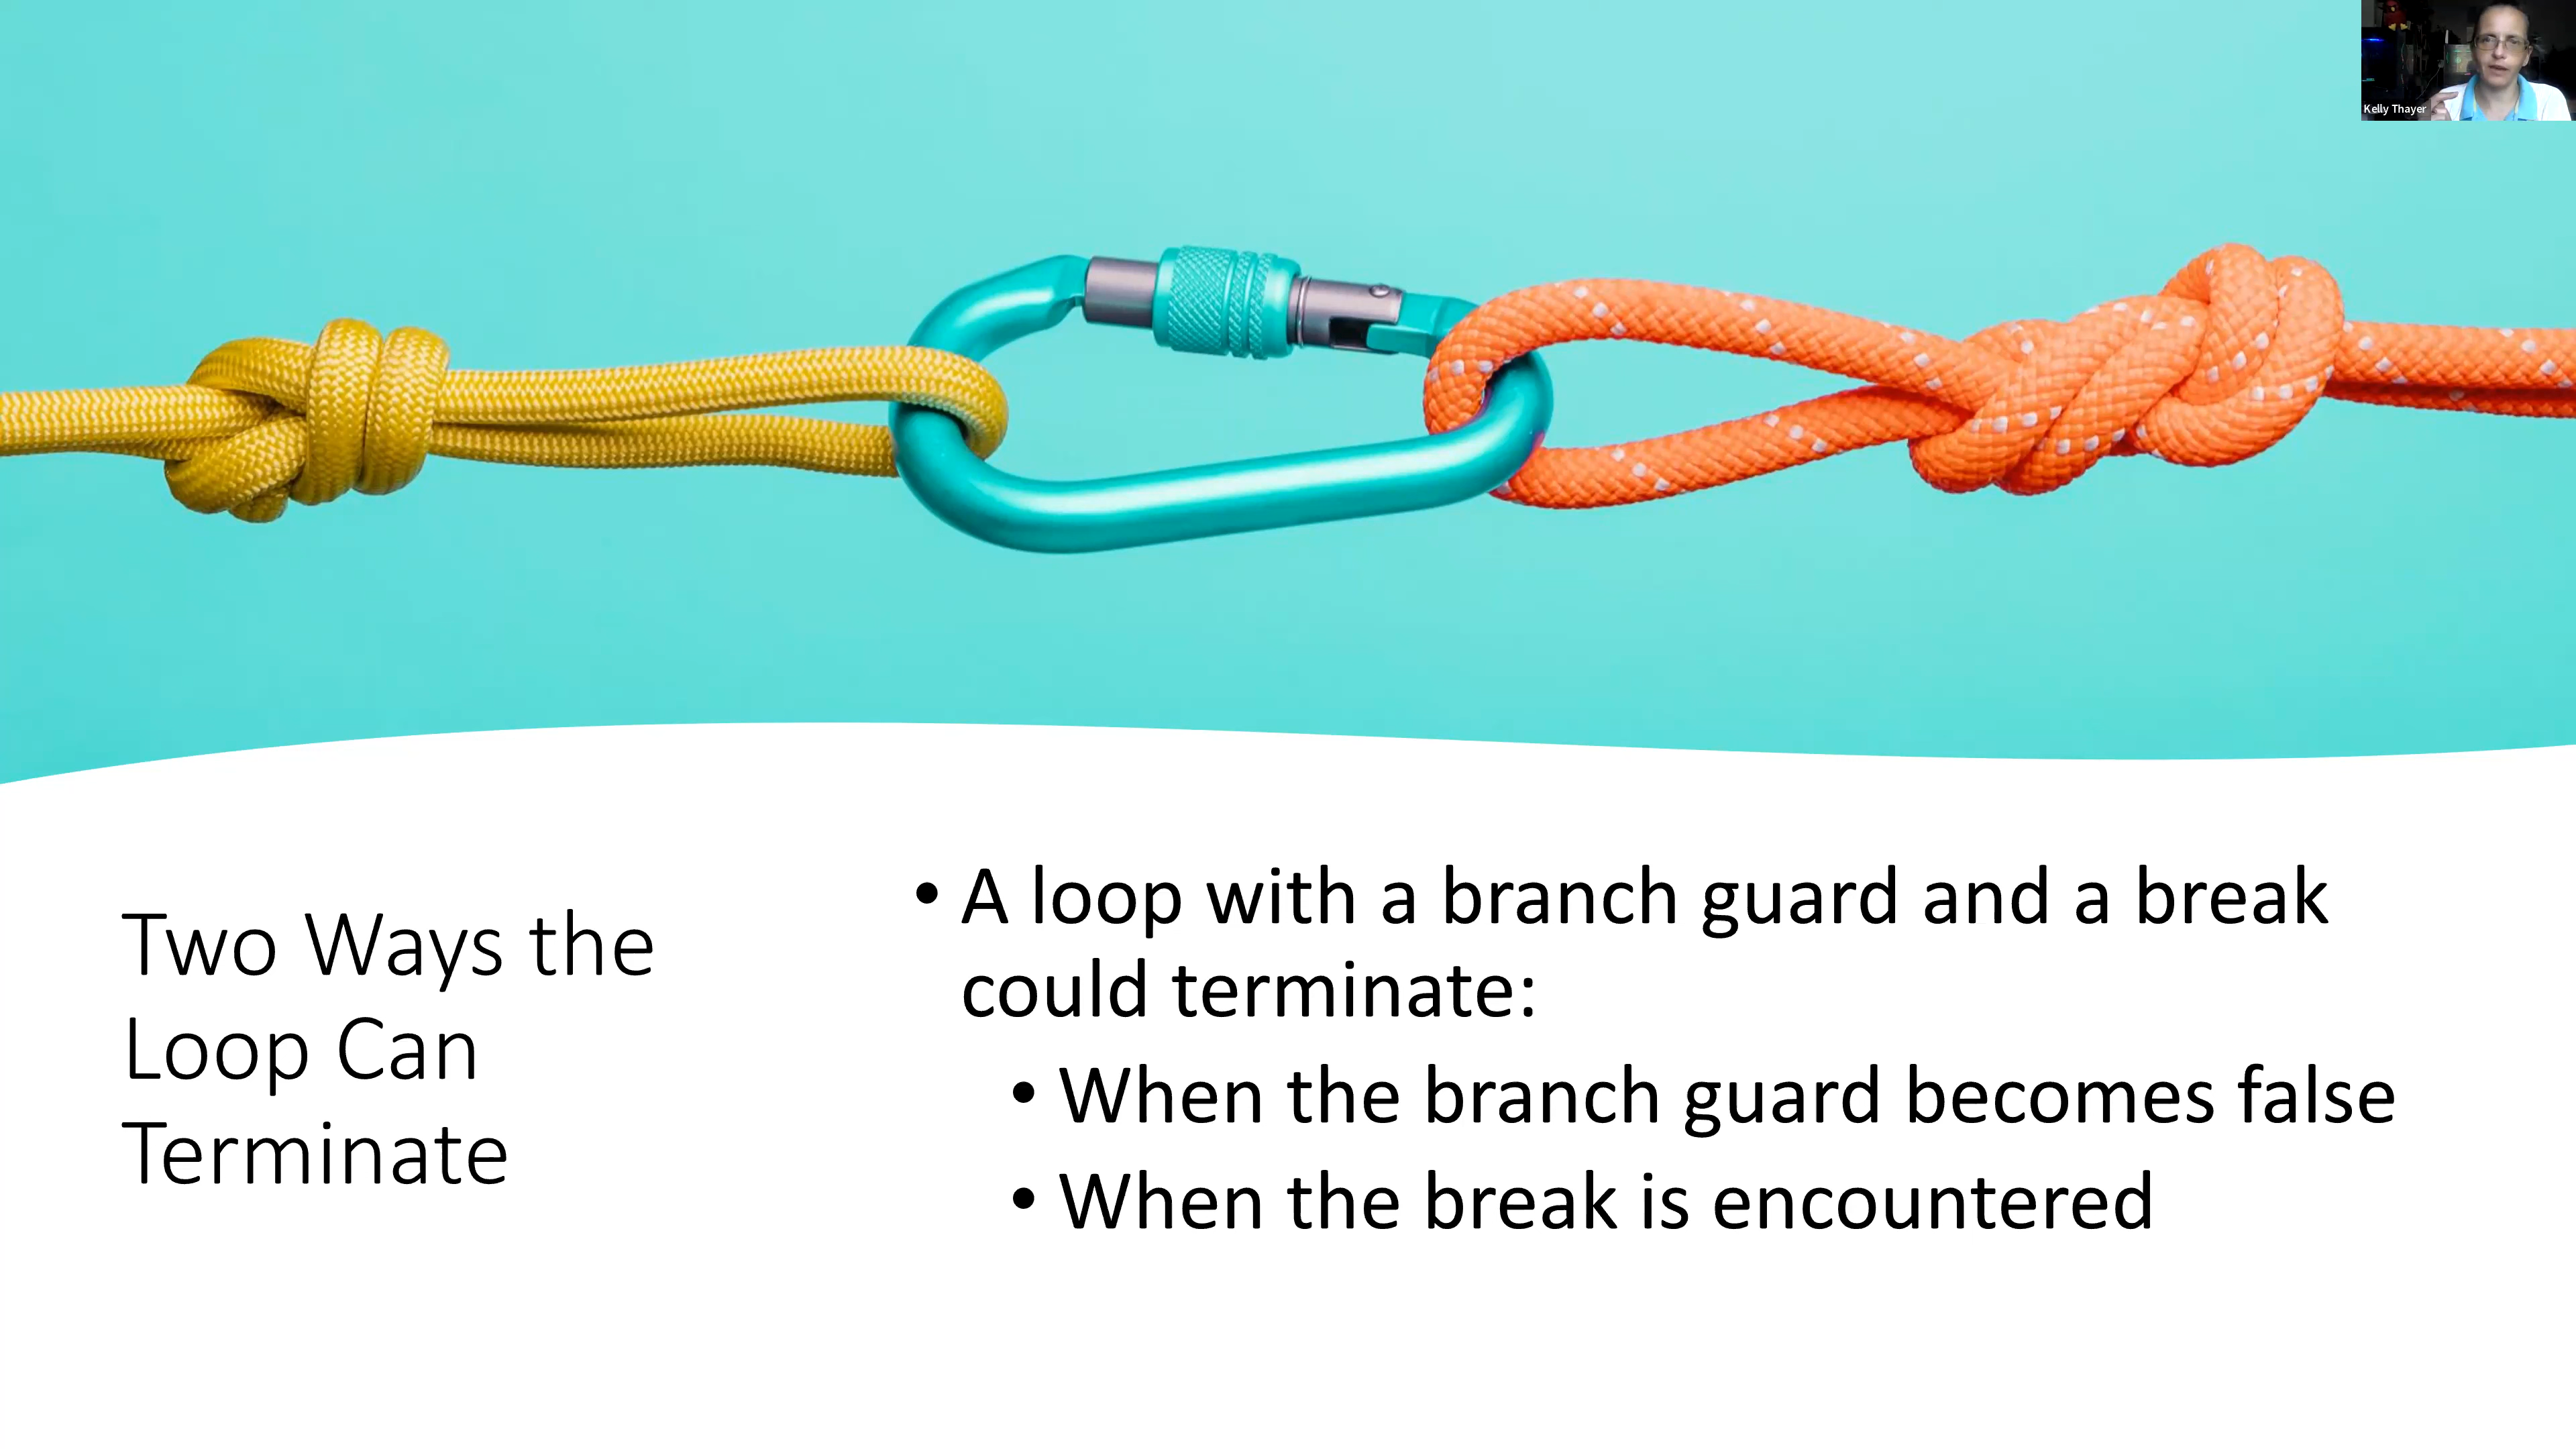 Kelly Thayer
Two Ways the
Loop Can
Terminate
• A loop with a branch guard and a break
could terminate:
• When the branch guard becomes false
• When the break is encountered